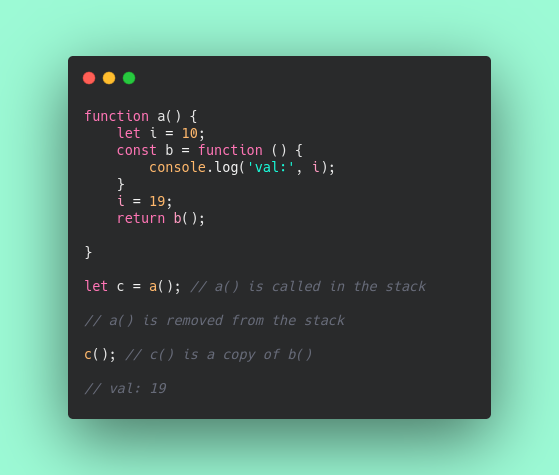 function a() {
    let i = 10;
    const b = function () {
        console.log('val:', i);
    }
    i = 19;
    return b();

}

let c = a(); // a() is called in the stack

// a() is removed from the stack

c(); // c() is a copy of b()

// val: 19